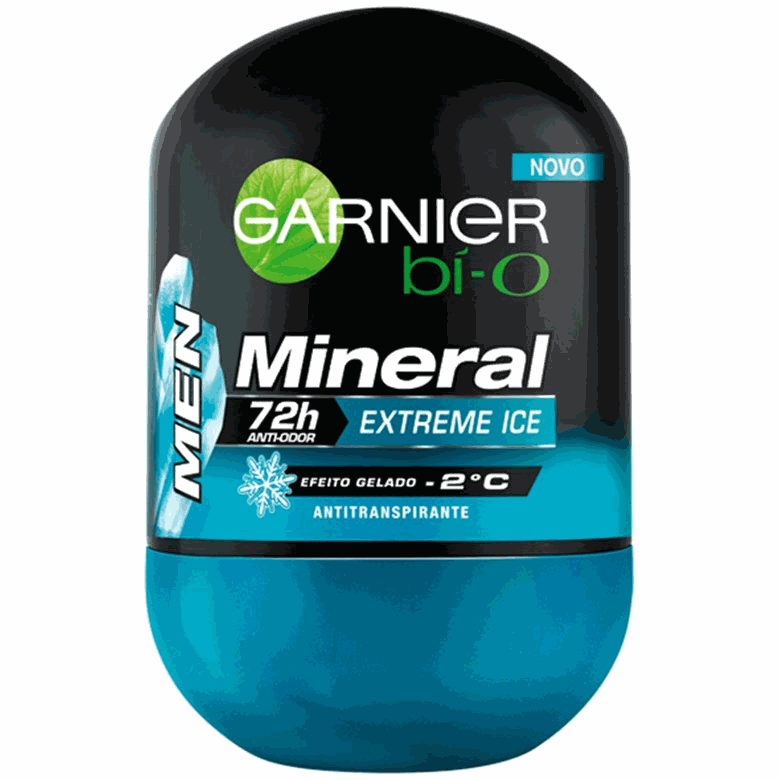 NOVO
GARNIER
bí-O
MEN
Mineral
72h
ANTI-ODOR
EXTREME ICE
EFEITO GELADO -2°C
ANTITRANSPIRANTE